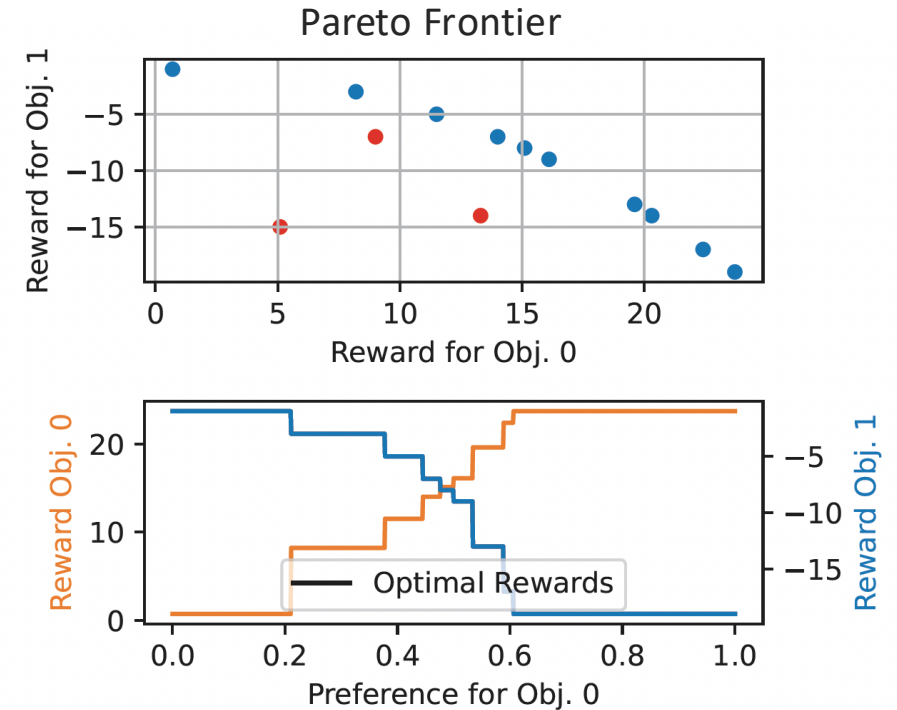 Pareto Frontier
Reward for Obj. 1
−5
−10
−15
0 5 10 15 20
Reward for Obj. 0
Reward Obj. 0
20
10
0
Optimal Rewards
−5
−10
−15
Reward Obj. 1
0.0 0.2 0.4 0.6 0.8 1.0
Preference for Obj. 0